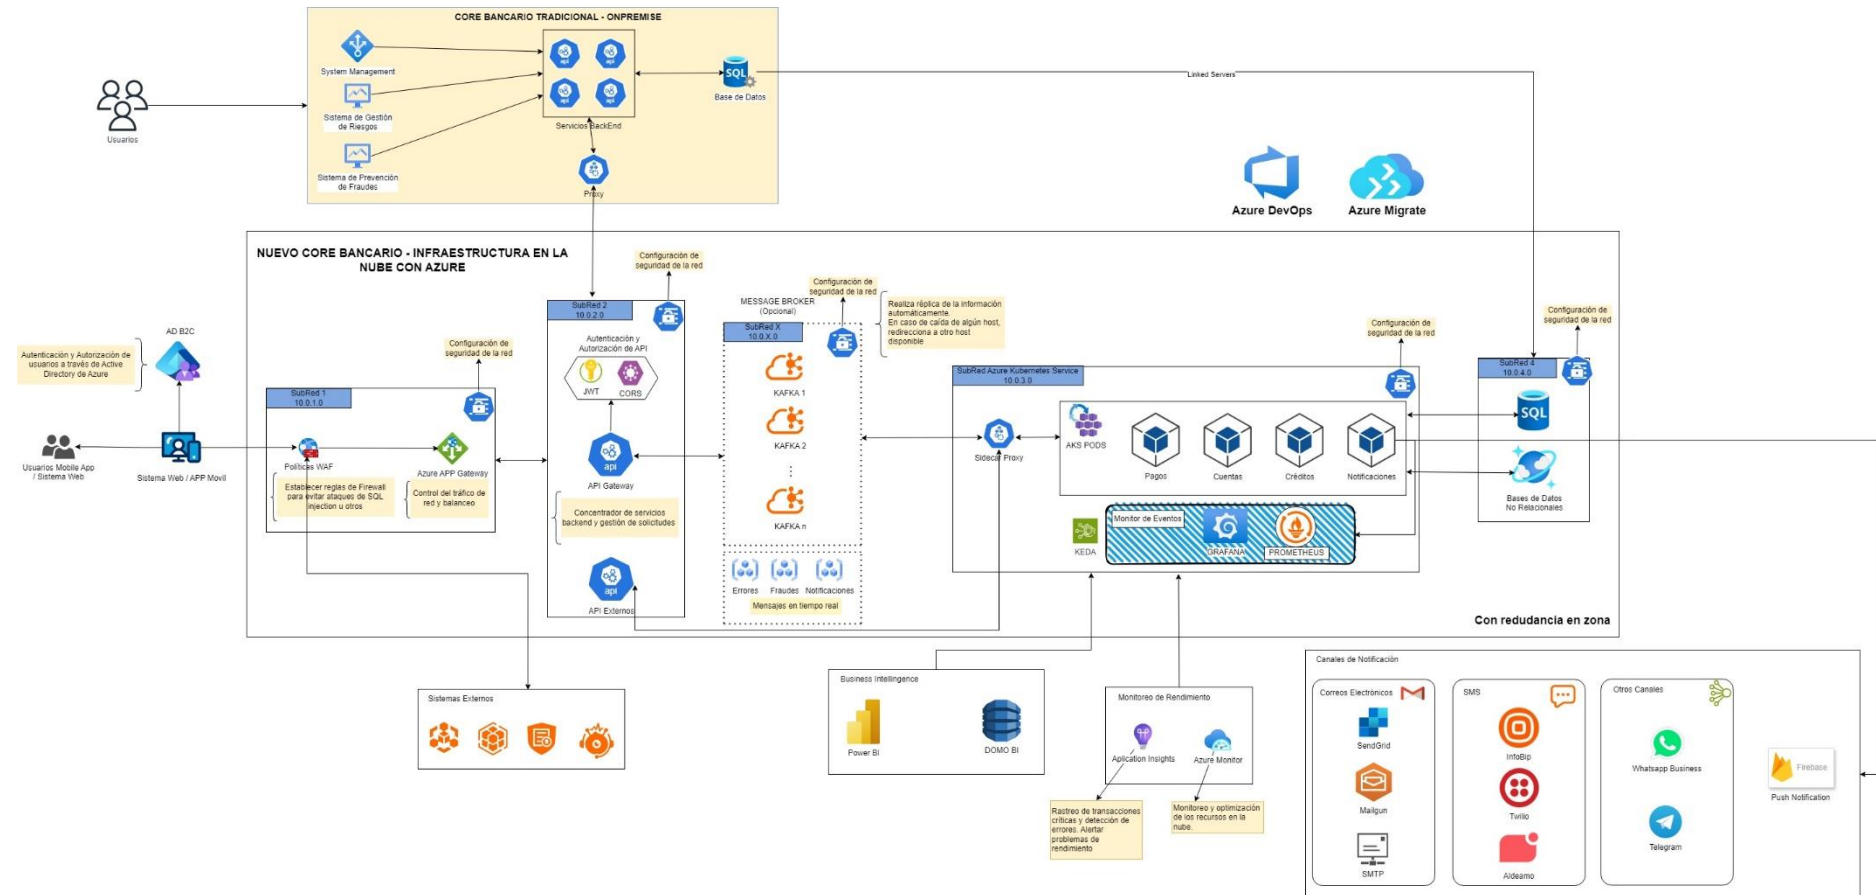 CORE BANCARIO TRADICIONAL - ONPREMISE
System Management
Sistema de Gestión
de Riesgos
Sistema de Prevención
de Fraudes
api
api
api
api
Servicios BackEnd
Proxy
SQL
Base de Datos
Linked Servers
Usuarios
Azure DevOps
Azure Migrate
NUEVO CORE BANCARIO - INFRAESTRUCTURA EN LA
NUBE CON AZURE
AD B2C
Autenticación y Autorización de
usuarios a través de Active
Directory de Azure
Usuarios Mobile App
/ Sistema Web
Sistema Web / APP Movil
Configuración de
seguridad de la red
SubRed 1
10.0.1.0
Políticas WAF
Azure APP Gateway
Establecer reglas de Firewall
para evitar ataques de SQL
injection u otros
Control del tráfico de
red y balanceo
Configuración de
seguridad de la red
SubRed 2
10.0.2.0
Autenticación y
Autorización de API
JWT
CORS
api
API Gateway
Concentrador de servicios
backend y gestión de solicitudes
api
API Externos
MESSAGE BROKER
(Opcional)
SubRed X
10.0.X.0
Configuración de
seguridad de la red
Realiza réplica de la información
automáticamente.
En caso de caída de algún host,
redirecciona a otro host
disponible
KAFKA 1
KAFKA 2
KAFKA n
Errores
Fraudes
Notificaciones
Mensajes en tiempo real
Configuración de
seguridad de la red
SubRed Azure Kubernetes Service
10.0.3.0
Sidecar Proxy
AKS PODS
Pagos
Cuentas
Créditos
Notificaciones
KEDA
Monitor de Eventos
GRAFANA
PROMETHEUS
Configuración de
seguridad de la red
SubRed 4
10.0.4.0
SQL
Bases de Datos
No Relacionales
Con redudancia en zona
Sistemas Externos
Business Intellingence
Power BI
DOMO BI
Monitoreo de Rendimiento
Aplication Insights
Azure Monitor
Rastreo de transacciones
críticas y detección de
errores. Alertar
problemas de
rendimiento
Monitoreo y optimización
de los recursos en la
nube.
Canales de Notificación
Correos Electrónicos
SendGrid
Mailgun
SMTP
SMS
InfoBip
Twilio
Aldeamo
Otros Canales
Whatsapp Business
Telegram
Firebase
Push Notification